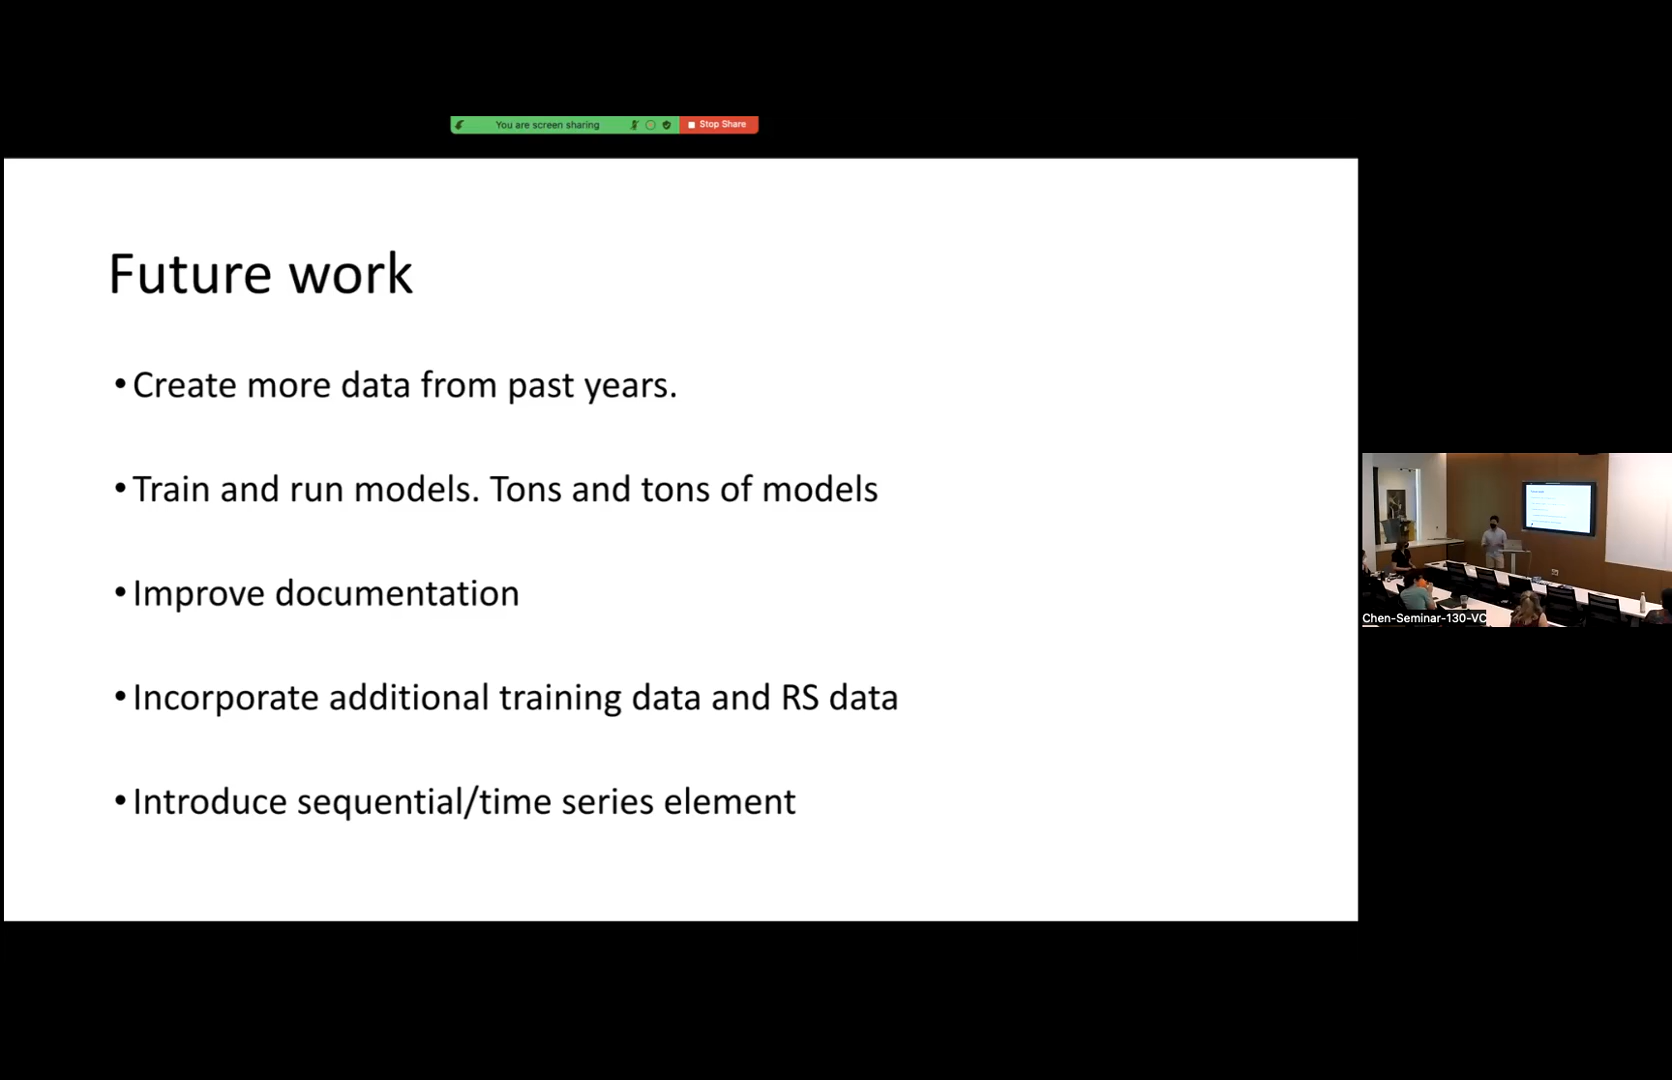 You are screen sharing
Stop Share
Future work
•Create more data from past years.
•Train and run models. Tons and tons of models
•Improve documentation
•Incorporate additional training data and RS data
•Introduce sequential/time series element
Chen-Seminar-130-VC